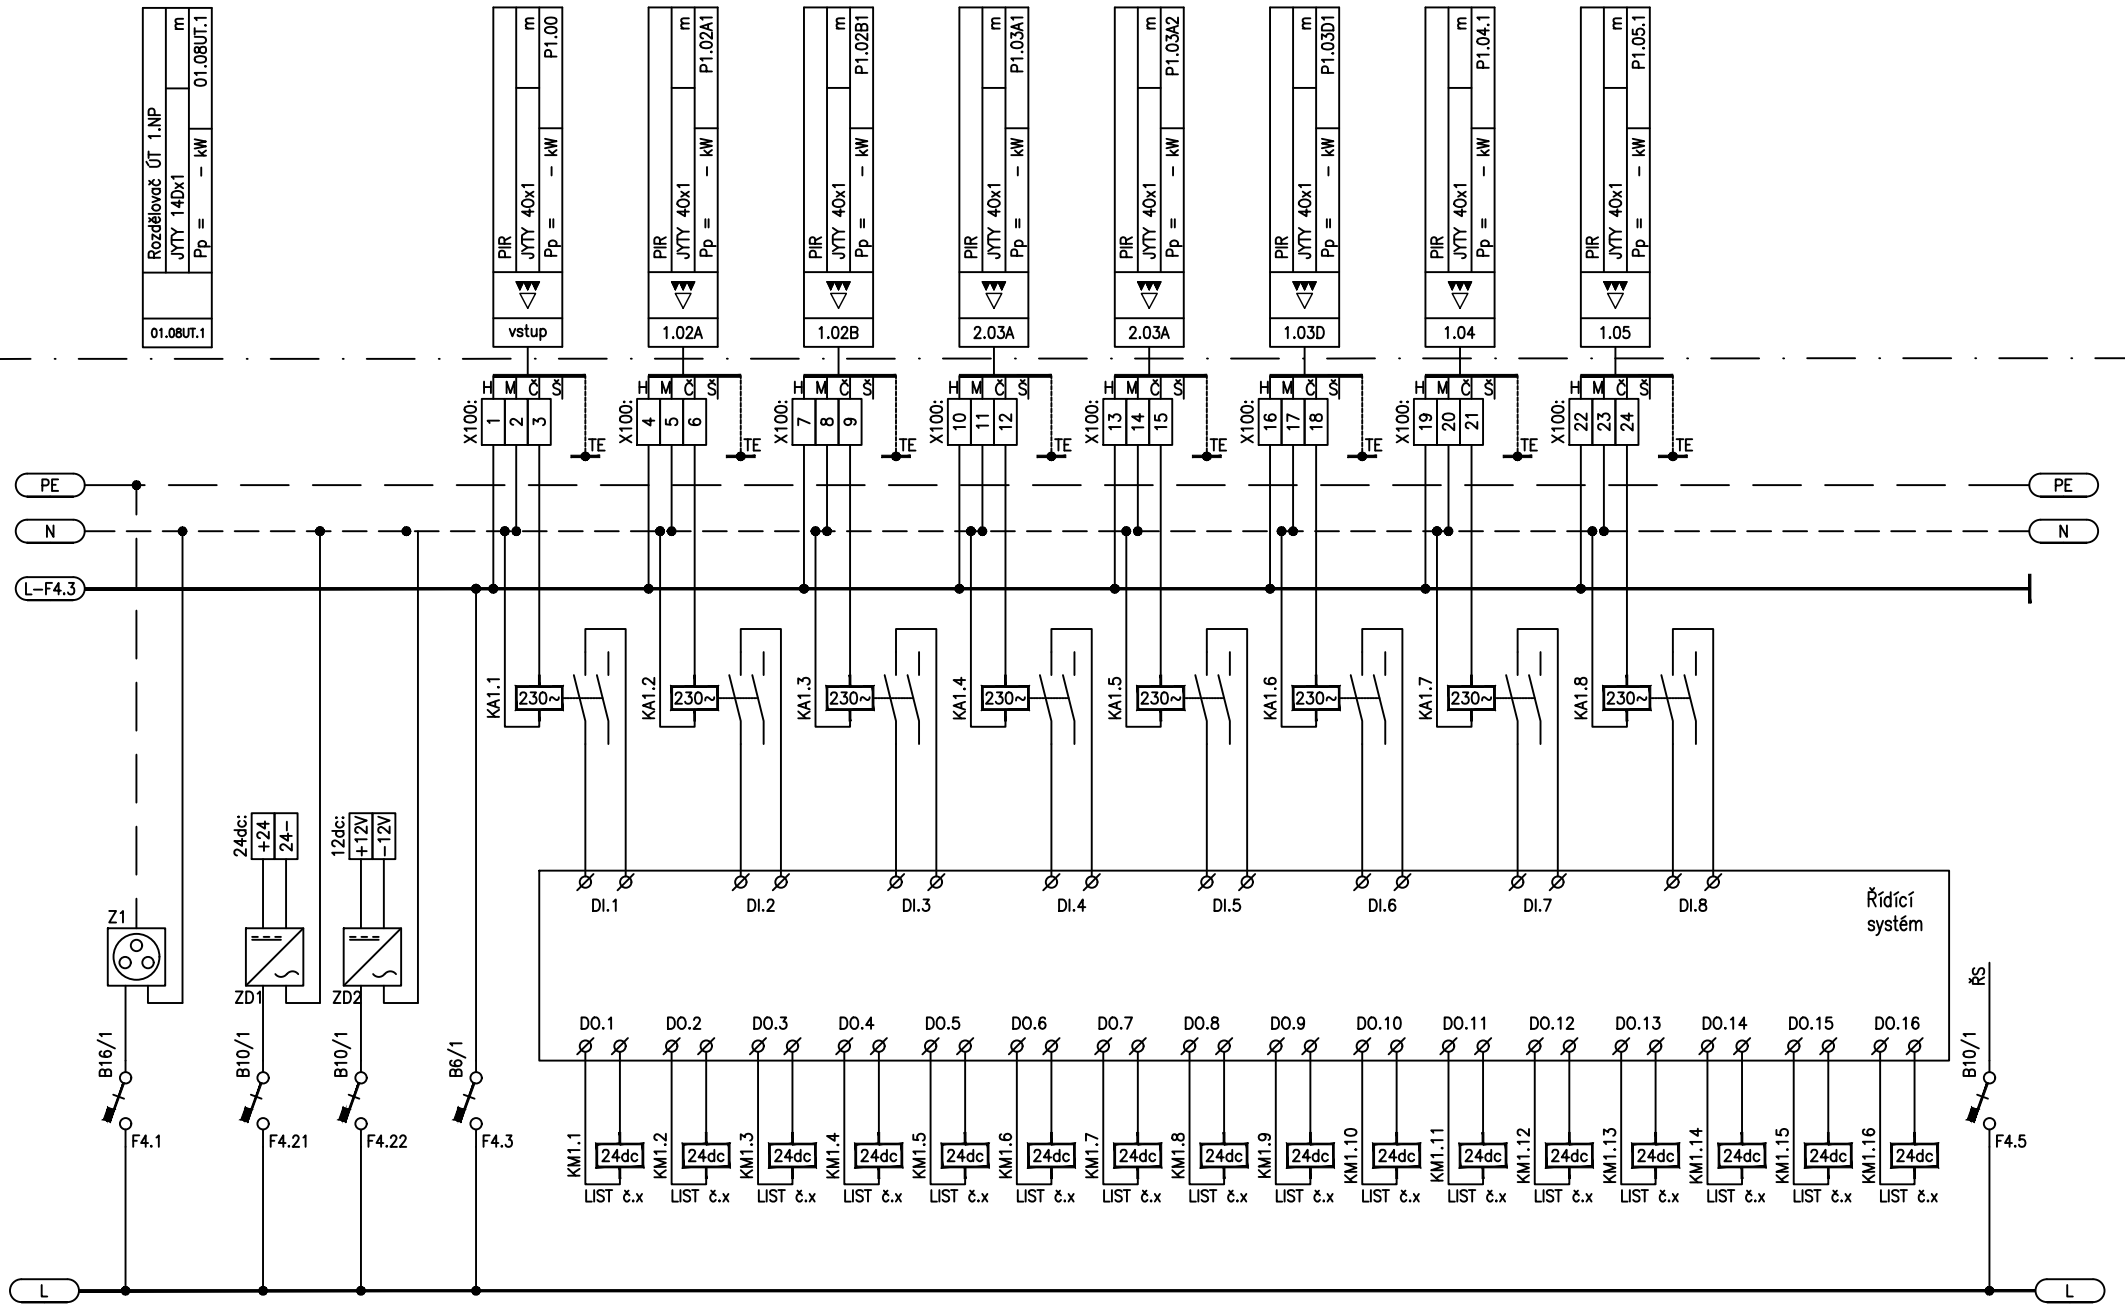 Rozdělovač ÚT 1.NP
JYTY 14Dx1 m
Pp = - kW 01.08UT.1
01.08UT.1
PIR
JYTY 40x1 m
Pp = - kW P1.00
vstup
PIR
JYTY 40x1 m
Pp = - kW P1.02A1
1.02A
PIR
JYTY 40x1 m
Pp = - kW P1.02B1
1.02B
PIR
JYTY 40x1 m
Pp = - kW P1.03A1
2.03A
PIR
JYTY 40x1 m
Pp = - kW P1.03A2
2.03A
PIR
JYTY 40x1 m
Pp = - kW P1.03D1
1.03D
PIR
JYTY 40x1 m
Pp = - kW P1.04.1
1.04
PIR
JYTY 40x1 m
Pp = - kW P1.05.1
1.05
H M Č Š
X100: 1 2 3
TE
H M Č Š
X100: 4 5 6
TE
H M Č Š
X100: 7 8 9
TE
H M Č Š
X100: 10 11 12
TE
H M Č Š
X100: 13 14 15
TE
H M Č Š
X100: 16 17 18
TE
H M Č Š
X100: 19 20 21
TE
H M Č Š
X100: 22 23 24
TE
PE PE
N N
L-F4.3
KA1.1 230~
KA1.2 230~
KA1.3 230~
KA1.4 230~
KA1.5 230~
KA1.6 230~
KA1.7 230~
KA1.8 230~
24dc: +24 24-
12dc: +12V -12V
DI.1 DI.2 DI.3 DI.4 DI.5 DI.6 DI.7 DI.8
Řídící
systém
Z1
ZD1 ZD2
ŘS
DO.1 DO.2 DO.3 DO.4 DO.5 DO.6 DO.7 DO.8 DO.9 DO.10 DO.11 DO.12 DO.13 DO.14 DO.15 DO.16
B16/1 B10/1 B10/1 B6/1 B10/1
F4.1 F4.21 F4.22 F4.3 F4.5
KM1.1 24dc
LIST č.x
KM1.2 24dc
LIST č.x
KM1.3 24dc
LIST č.x
KM1.4 24dc
LIST č.x
KM1.5 24dc
LIST č.x
KM1.6 24dc
LIST č.x
KM1.7 24dc
LIST č.x
KM1.8 24dc
LIST č.x
KM1.9 24dc
LIST č.x
KM1.10 24dc
LIST č.x
KM1.11 24dc
LIST č.x
KM1.12 24dc
LIST č.x
KM1.13 24dc
LIST č.x
KM1.14 24dc
LIST č.x
KM1.15 24dc
LIST č.x
KM1.16 24dc
LIST č.x
L L